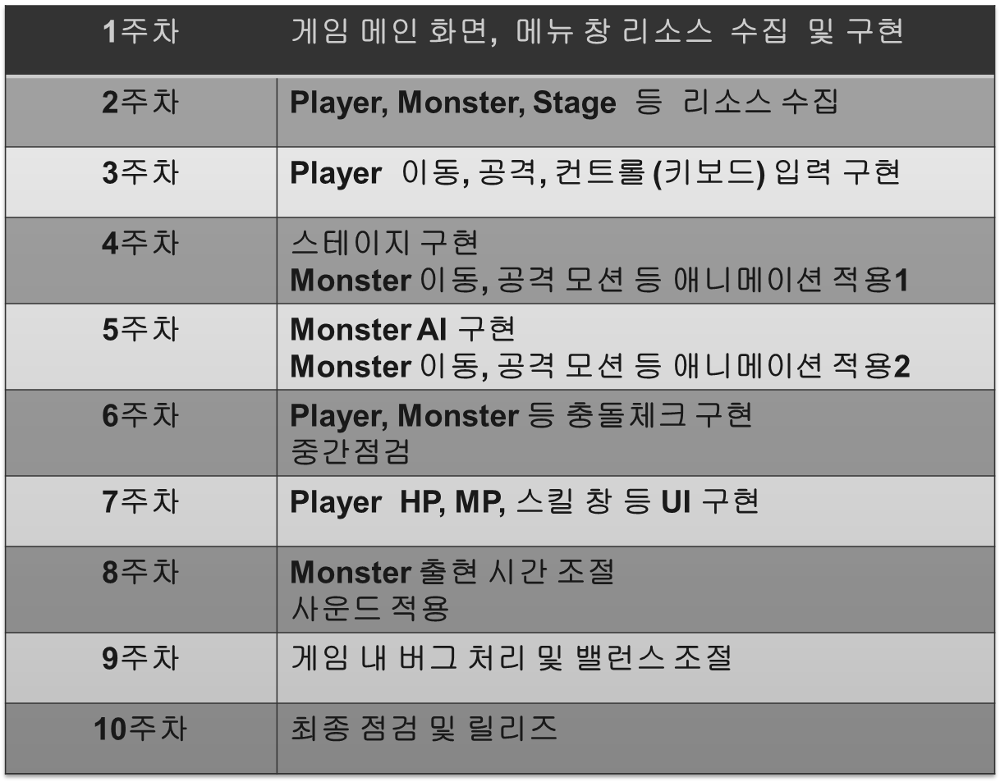 1주차 게임 메인 화면, 메뉴 창 리소스 수집 및 구현
2주차 Player, Monster, Stage 등 리소스 수집
3주차 Player 이동, 공격, 컨트롤 (키보드) 입력 구현
4주차 스테이지 구현
Monster 이동, 공격 모션 등 애니메이션 적용1
5주차 Monster AI 구현
Monster 이동, 공격 모션 등 애니메이션 적용2
6주차 Player, Monster 등 충돌체크 구현
중간점검
7주차 Player HP, MP, 스킬 창 등 UI 구현
8주차 Monster 출현 시간 조절
사운드 적용
9주차 게임 내 버그 처리 및 밸런스 조절
10주차 최종 점검 및 릴리즈